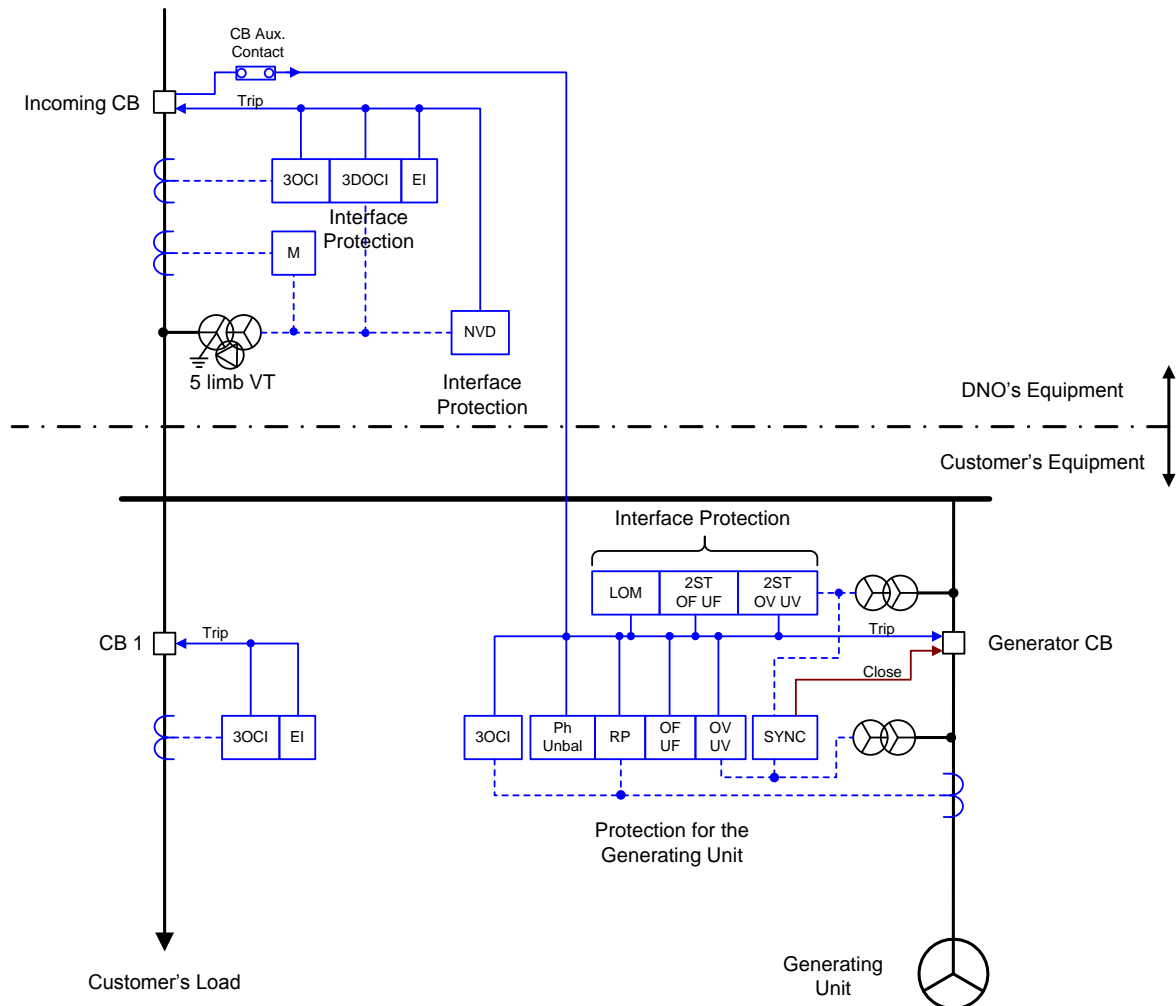 CB Aux.
Contact
Incoming CB
Trip
3OCI
3DOCI
EI
Interface
Protection
M
NVD
5 limb VT
Interface
Protection
DNO's Equipment
Customer's Equipment
Interface Protection
LOM
2ST
OF UF
2ST
OV UV
CB 1
Trip
Trip
Generator CB
Close
3OCI
EI
3OCI
Ph
Unbal
RP
OF
UF
OV
UV
SYNC
Protection for the
Generating Unit
Customer's Load
Generating
Unit